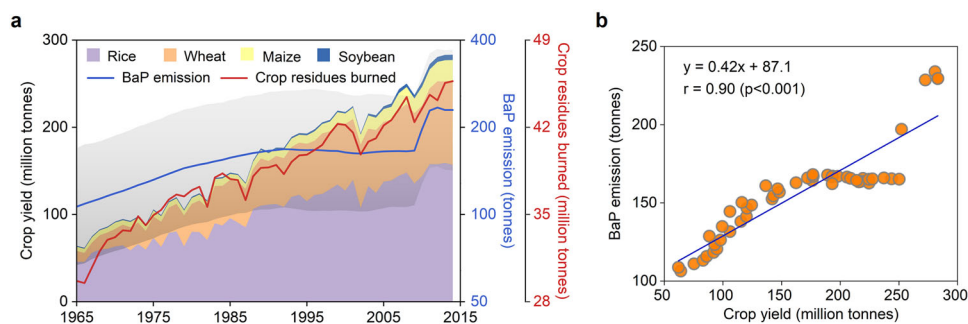 a
300
200
100
0
Crop yield (million tonnes)
Rice Wheat Maize Soybean
BaP emission Crop residues burned
1965 1975 1985 1995 2005 2015
400
200
100
50
BaP emission (tonnes)
49
42
35
28
Crop residues burned (million tonnes)
b
250
200
150
100
BaP emission (tonnes)
y = 0.42x + 87.1
r = 0.90 (p<0.001)
50 100 150 200 250 300
Crop yield (million tonnes)